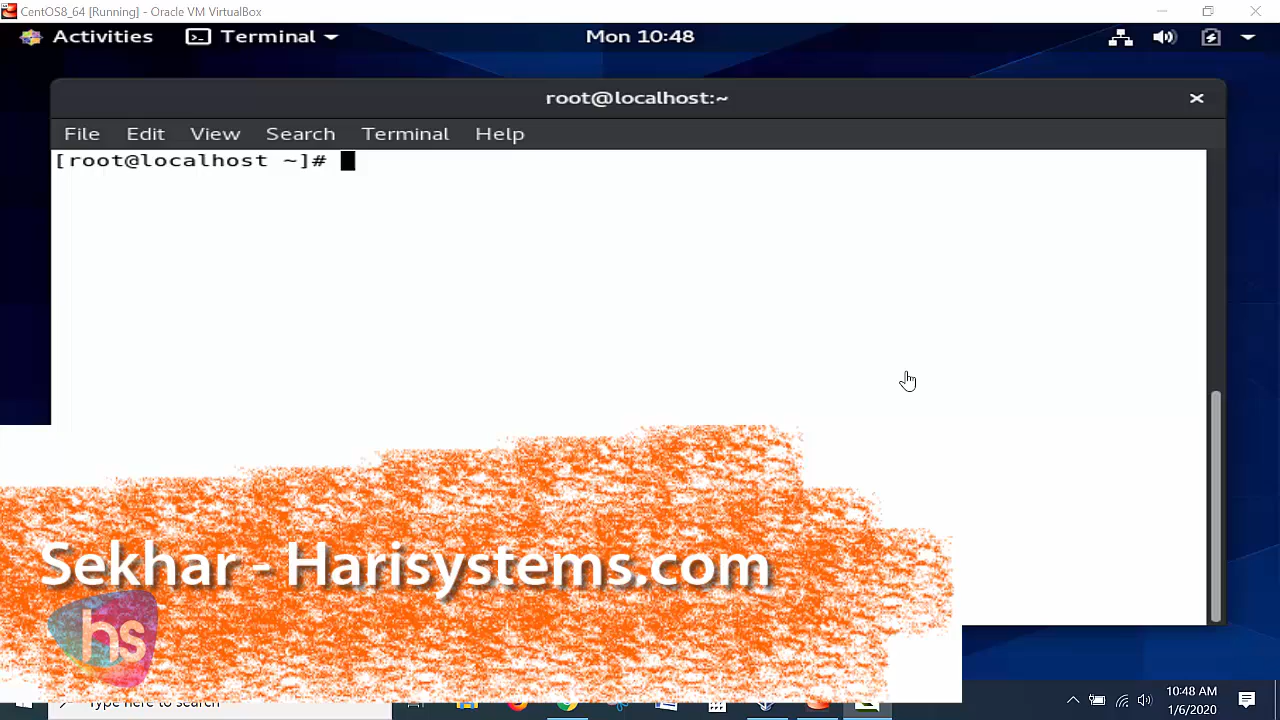 CentOS8_64 [Running] - Oracle VM VirtualBox
Activities Terminal Mon 10:48
root@localhost:~
File Edit View Search Terminal Help
[root@localhost ~]#
Sekhar - Harisystems.com
hs
Type here to search
10:48 AM
1/6/2020